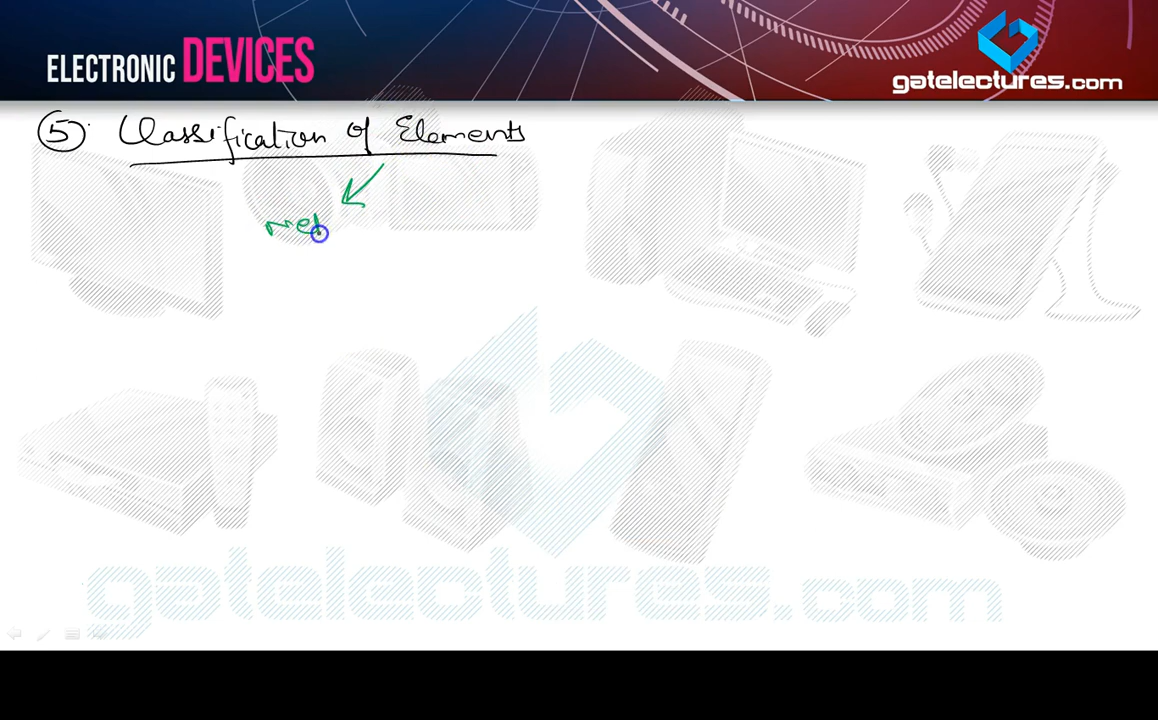 ELECTRONIC DEVICES
gatelectures.com
⑤ Classification of Elements
Met
gatelectures.com